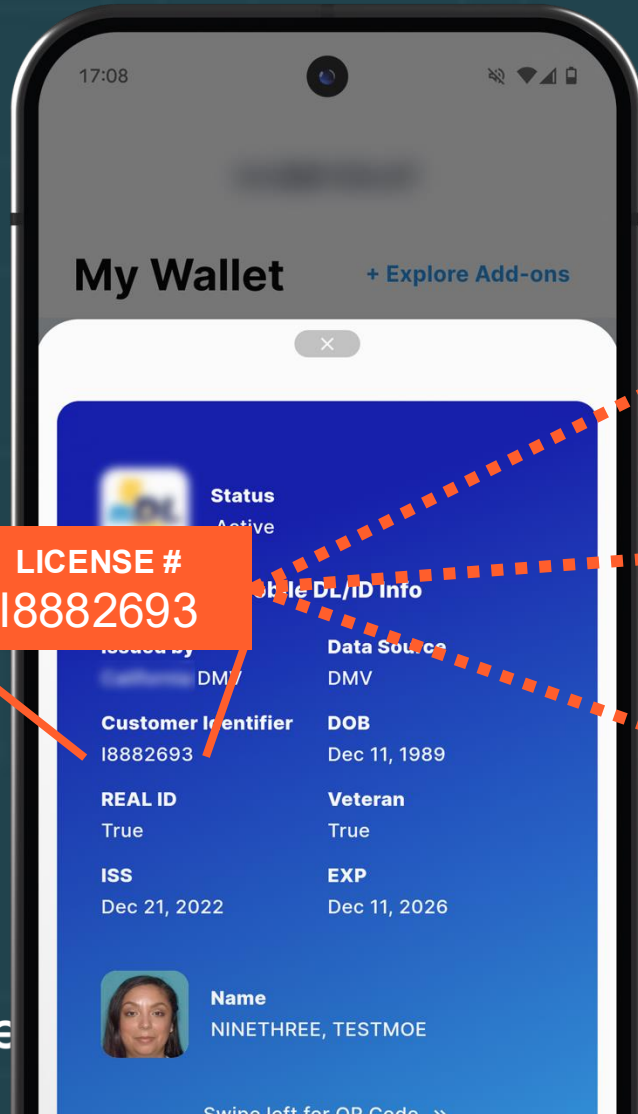 17:08
My Wallet
+ Explore Add-ons
Status
Active
LICENSE #
I8882693
DL/ID Info
Issued by
Data Source
DMV
DMV
Customer Identifier
DOB
I8882693
Dec 11, 1989
REAL ID
Veteran
True
True
ISS
EXP
Dec 21, 2022
Dec 11, 2026
Name
NINETHREE, TESTMOE
Swipe left for QR Code »